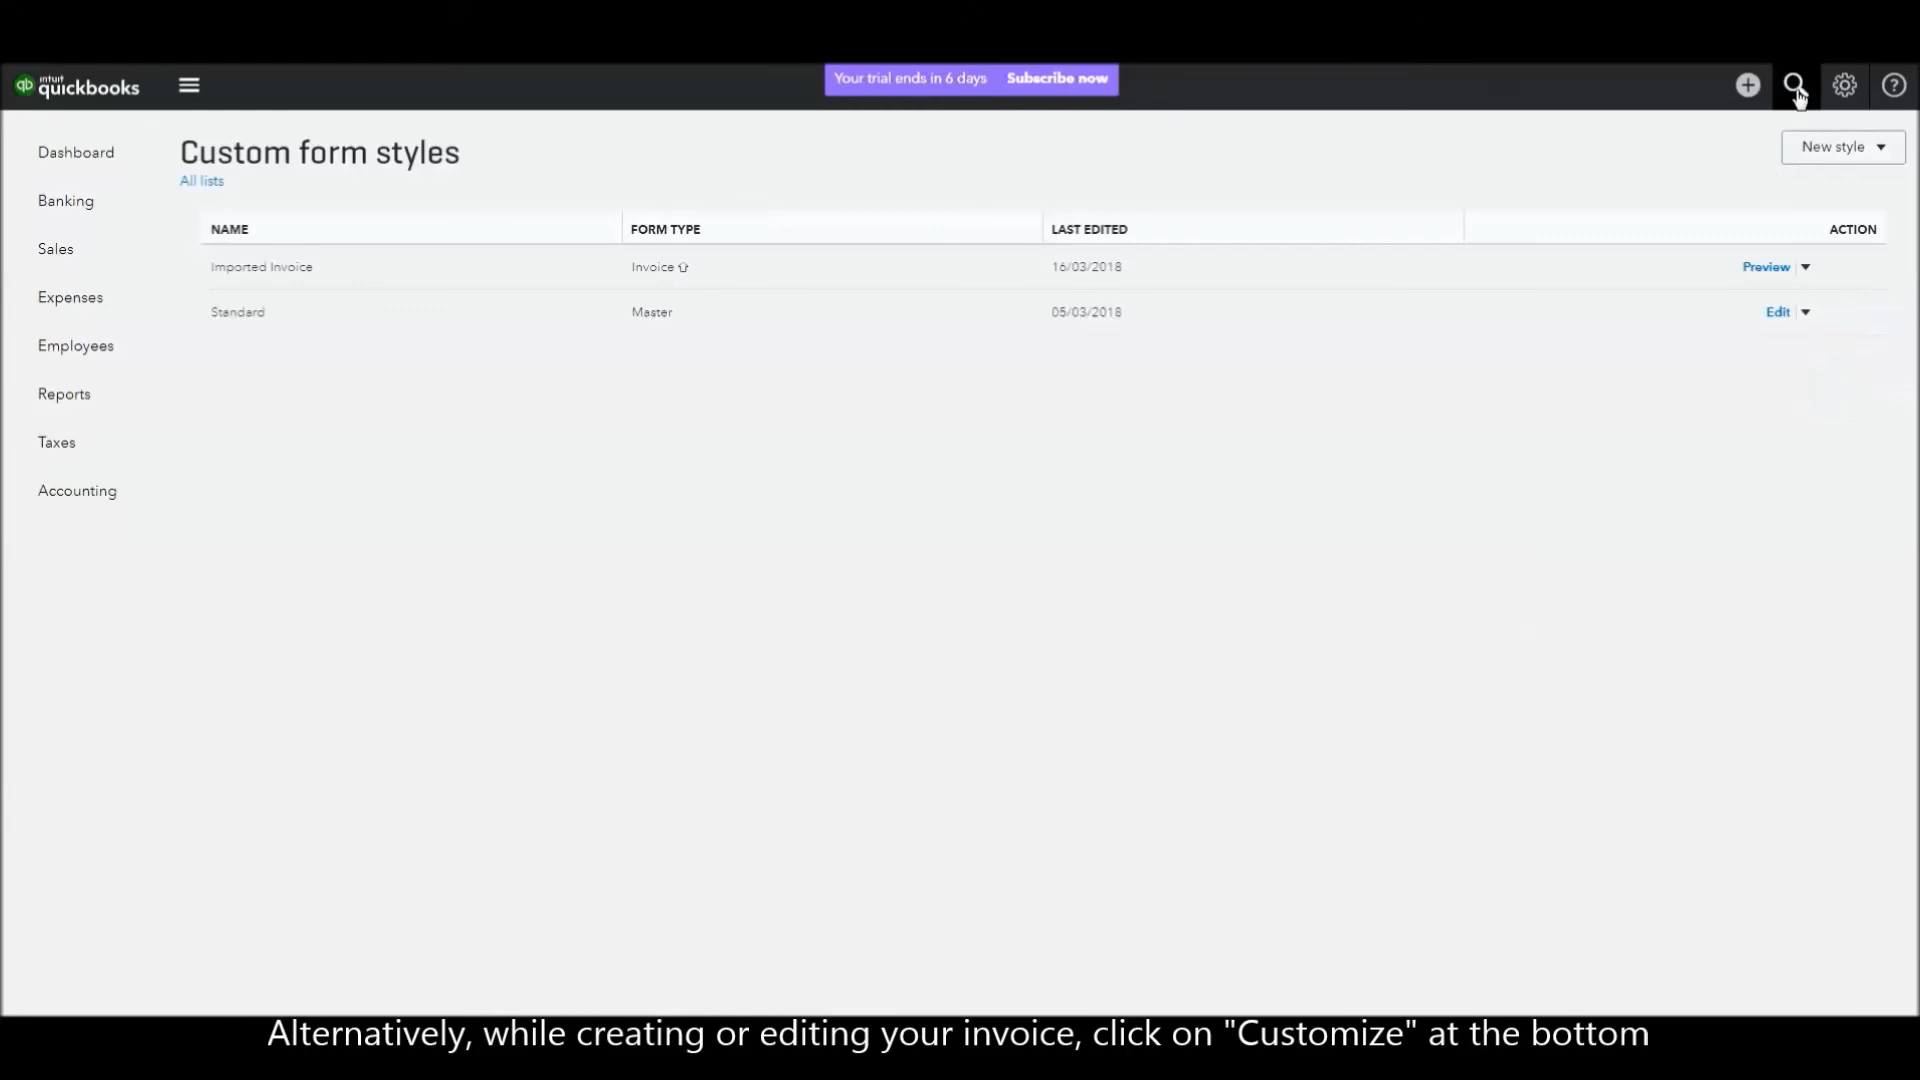 intuit
quickbooks
Your trial ends in 6 days Subscribe now
Custom form styles
All lists
New style
Dashboard
Banking
Sales
Expenses
Employees
Reports
Taxes
Accounting
NAME FORM TYPE LAST EDITED ACTION
Imported Invoice Invoice 16/03/2018 Preview
Standard Master 05/03/2018 Edit
Alternatively, while creating or editing your invoice, click on "Customize" at the bottom